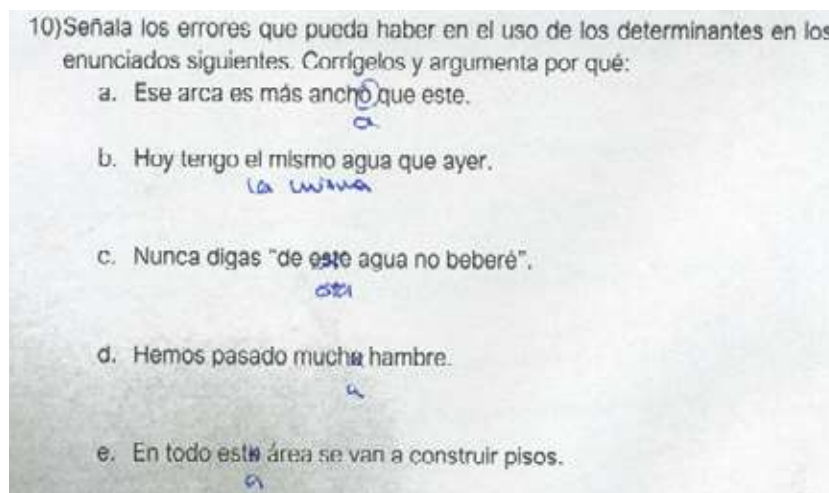 10)Señala los errores que pueda haber en el uso de los determinantes en los
enunciados siguientes. Corrígelos y argumenta por qué:
a. Ese arca es más ancho que este.
a
b. Hoy tengo el mismo agua que ayer.
la misma
c. Nunca digas “de este agua no beberé”.
esta
d. Hemos pasado mucho hambre.
a
e. En todo este área se van a construir pisos.
a